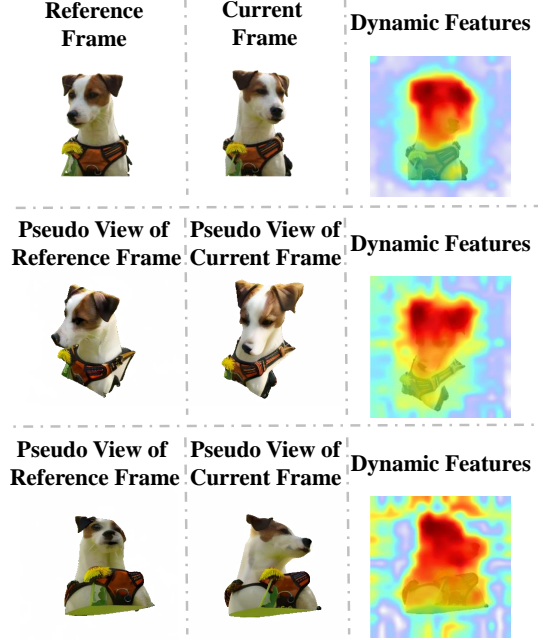 Reference
Frame
Current
Frame
Dynamic Features
Pseudo View of
Reference Frame
Pseudo View of
Current Frame
Dynamic Features
Pseudo View of
Reference Frame
Pseudo View of
Current Frame
Dynamic Features